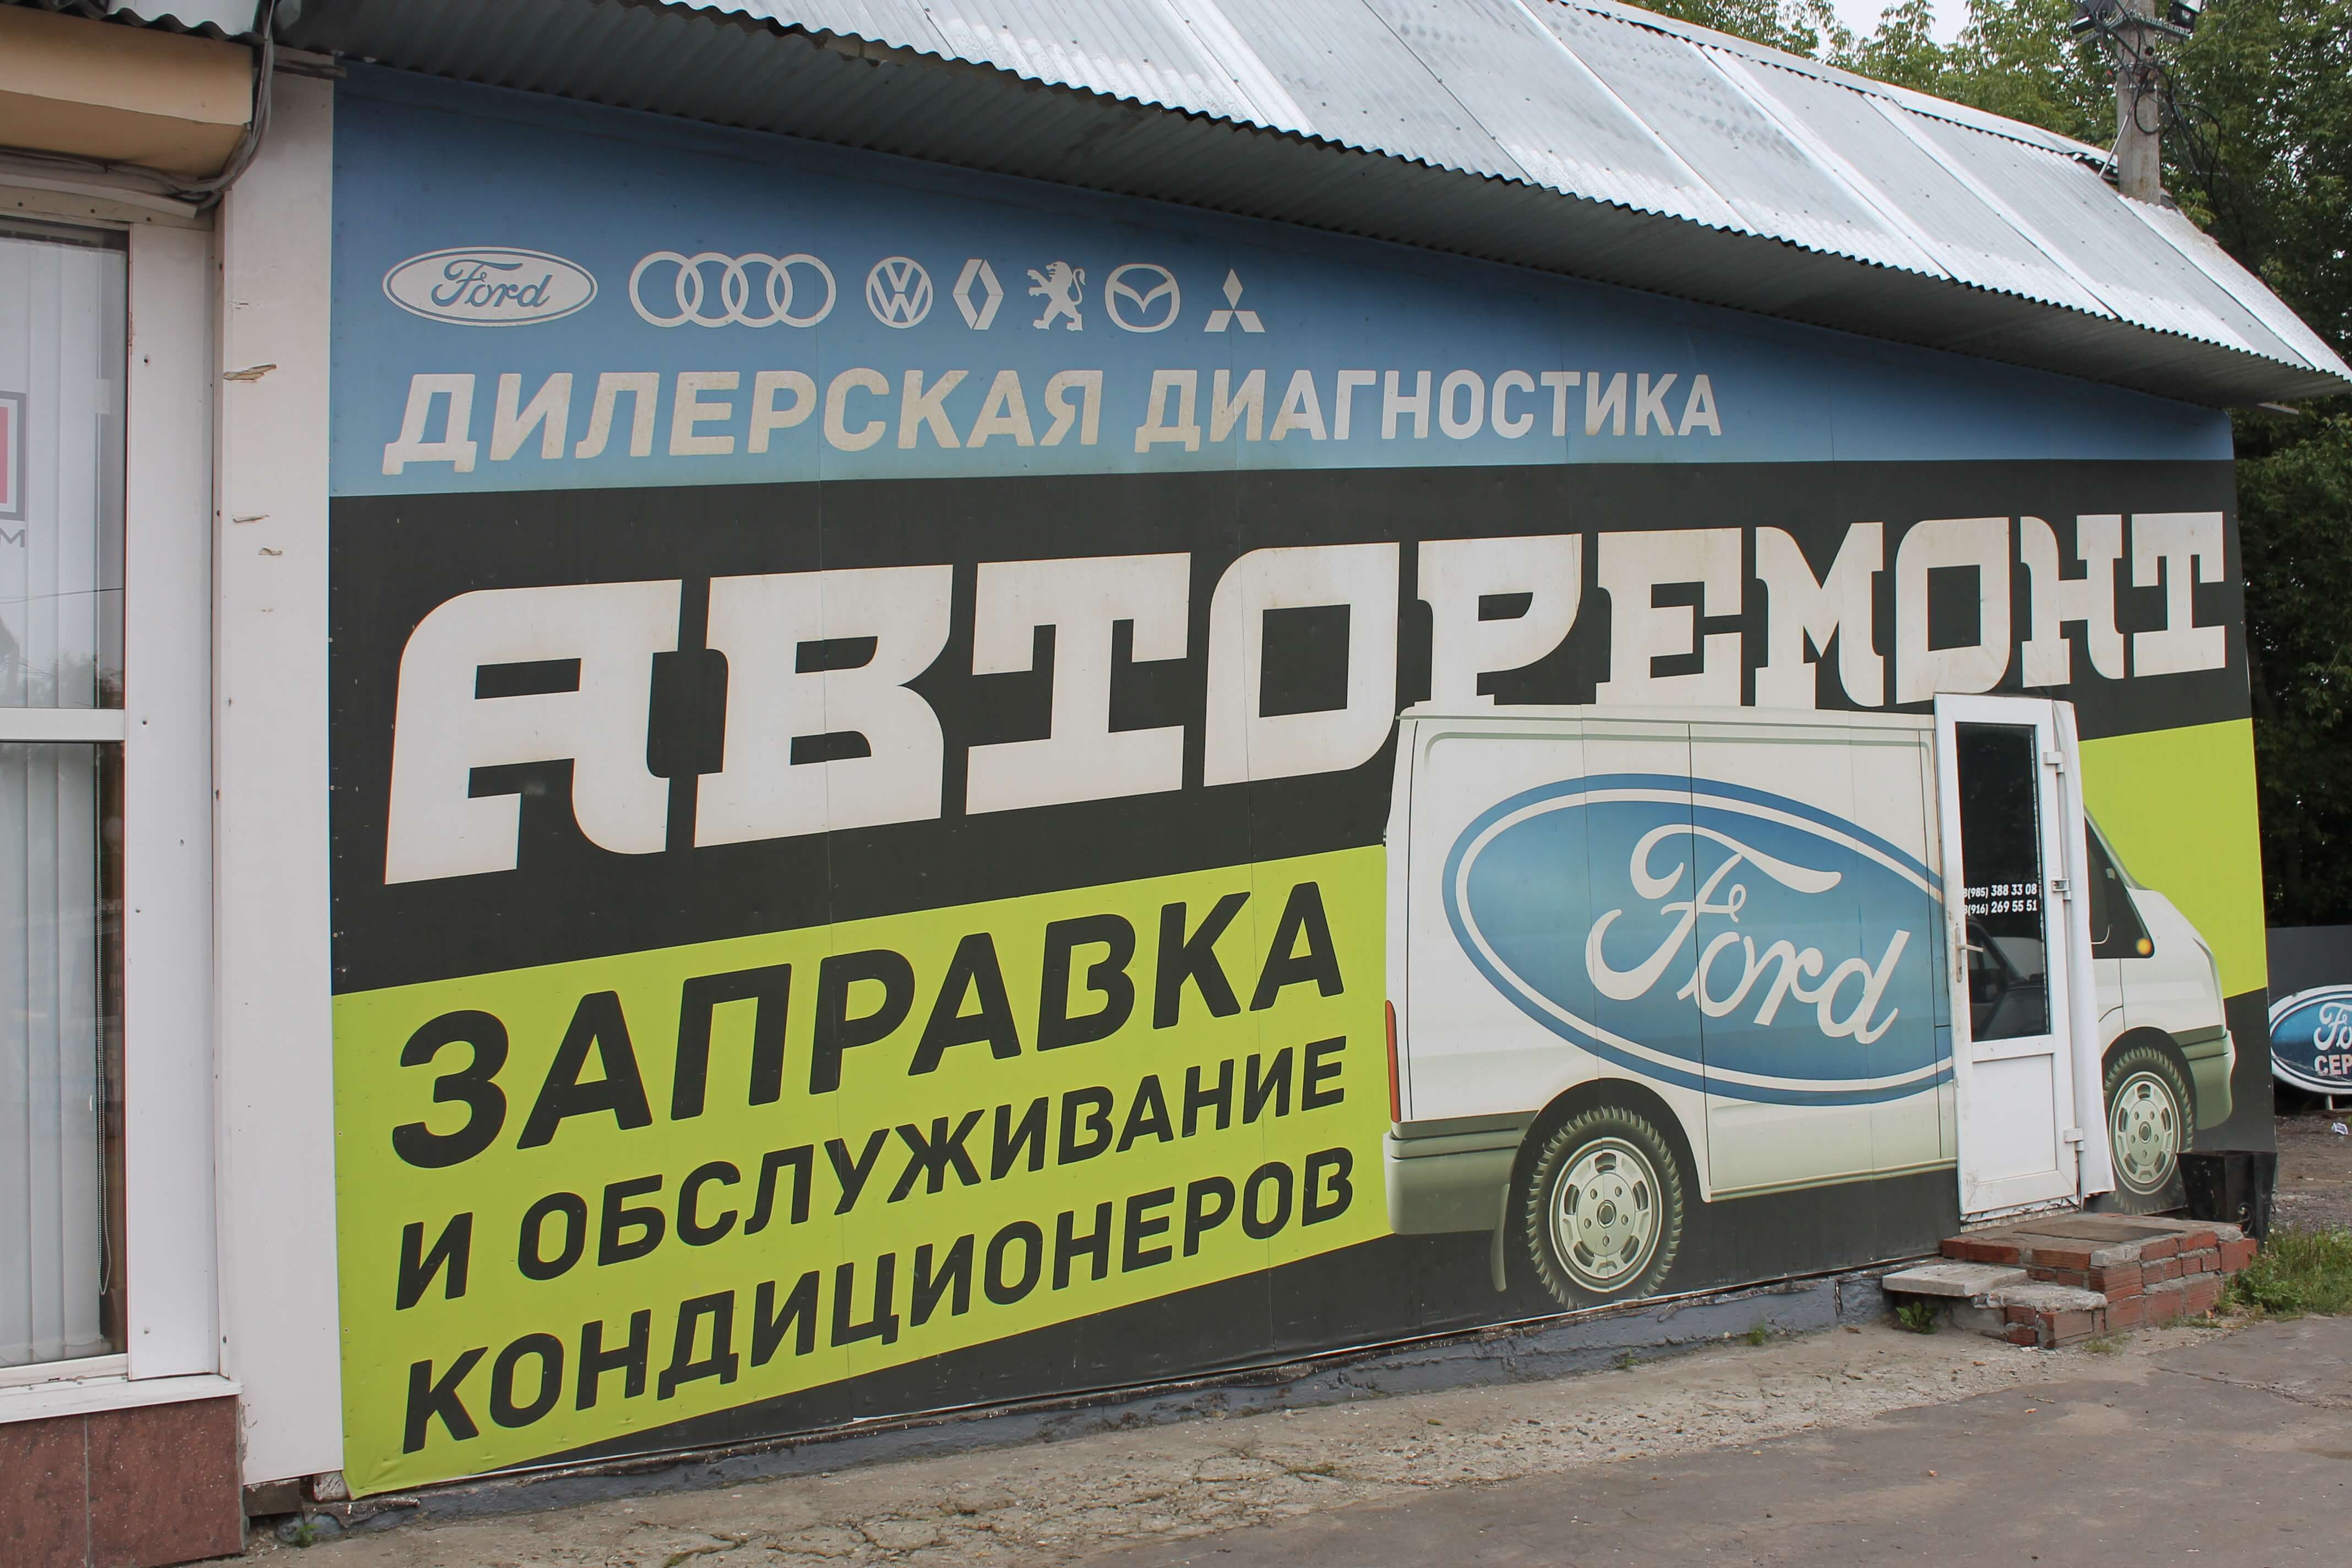 Ford
ДИЛЕРСКАЯ ДИАГНОСТИКА
АВТОРЕМОНТ
ЗАПРАВКА
И ОБСЛУЖИВАНИЕ
КОНДИЦИОНЕРОВ
Ford
8(985) 388 33 08
8(916) 269 55 51